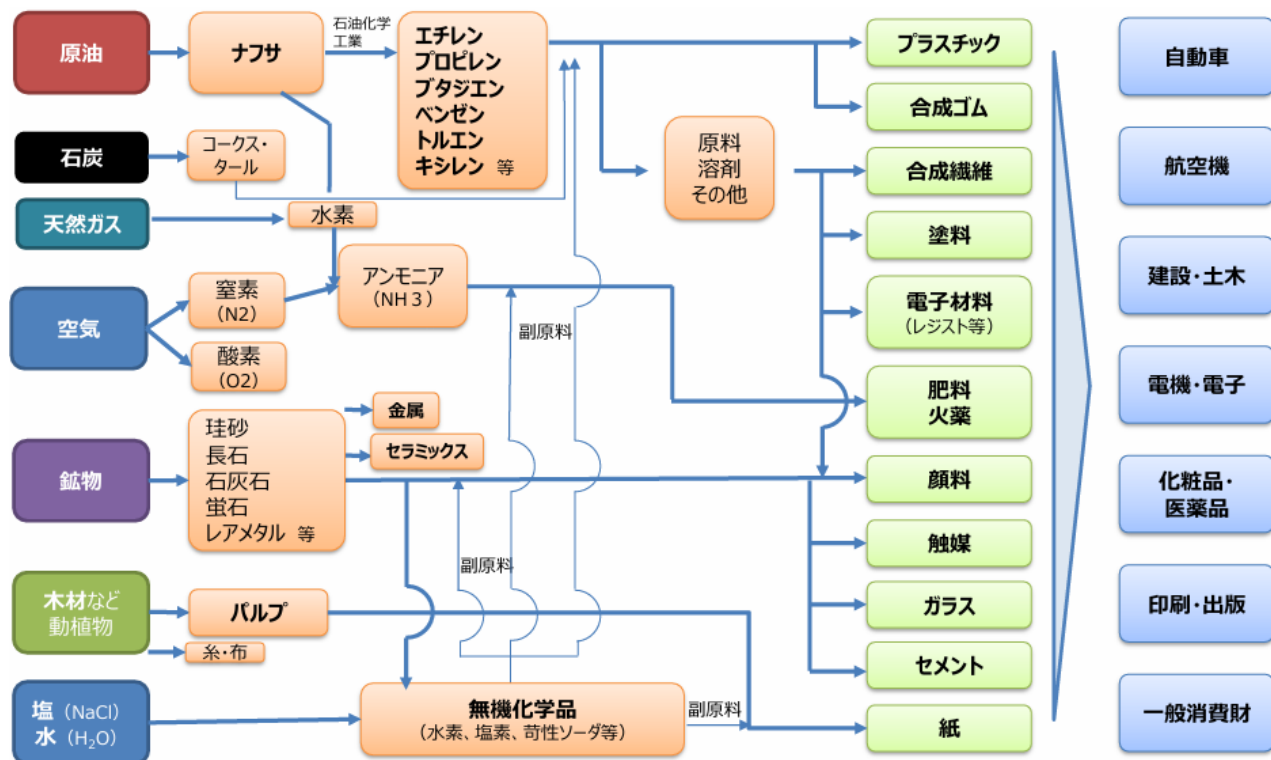 原油
ナフサ
石油化学
工業
エチレン
プロピレン
ブタジエン
ベンゼン
トルエン
キシレン 等
プラスチック
自動車
合成ゴム
石炭
コークス・
タール
原料
溶剤
その他
合成繊維
航空機
天然ガス
水素
塗料
建設・土木
空気
窒素
(N2)
酸素
(O2)
アンモニア
(NH3)
副原料
電子材料
(レジスト等)
電機・電子
肥料
火薬
鉱物
珪砂
長石
石灰石
蛍石
レアメタル 等
金属
セラミックス
顔料
化粧品・
医薬品
副原料
触媒
木材など
動植物
パルプ
糸・布
ガラス
印刷・出版
セメント
塩(NaCl)
水(H₂O)
無機化学品
(水素、塩素、苛性ソーダ等)
副原料
紙
一般消費財